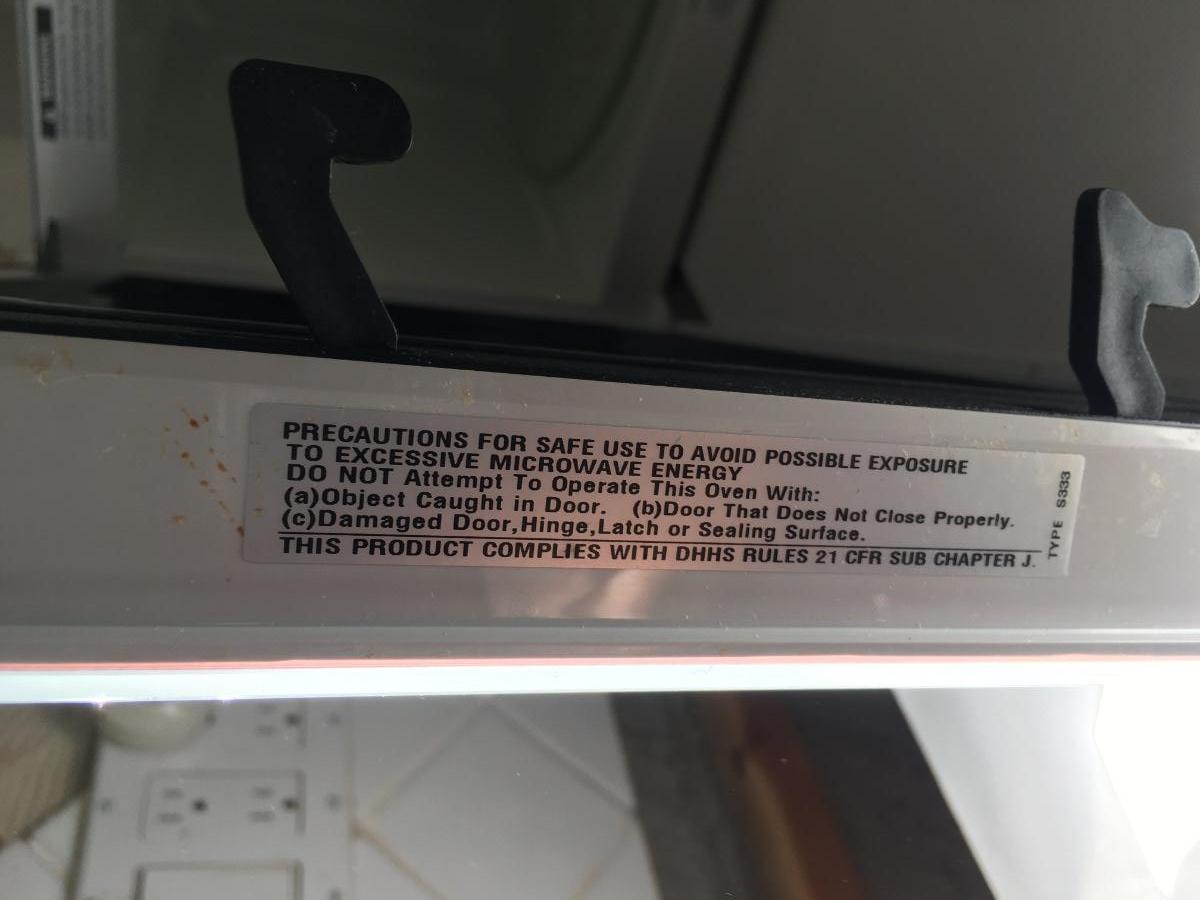 PRECAUTIONS FOR SAFE USE TO AVOID POSSIBLE EXPOSURE
TO EXCESSIVE MICROWAVE ENERGY
DO NOT Attempt To Operate This Oven With:
(a)Object Caught in Door. (b)Door That Does Not Close Properly.
(c)Damaged Door,Hinge,Latch or Sealing Surface.
THIS PRODUCT COMPLIES WITH DHHS RULES 21 CFR SUB CHAPTER J.
TYPE S333